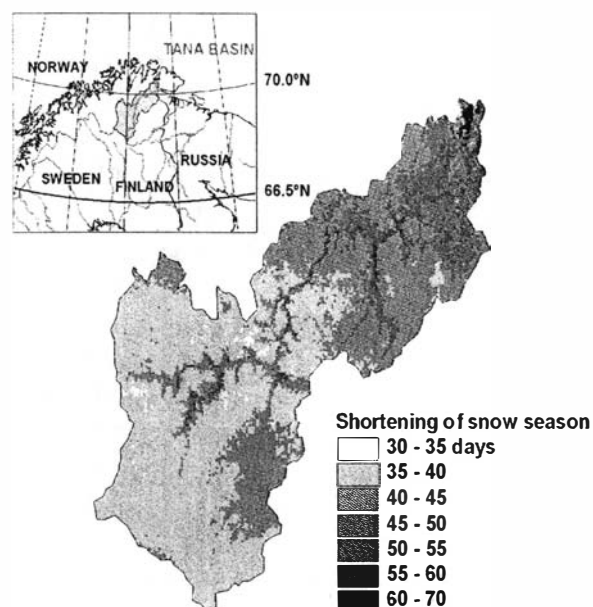 TANA BASIN
NORWAY
70.0°N
RUSSIA
SWEDEN
FINLAND
66.5°N
Shortening of snow season
30 - 35 days
35 - 40
40 - 45
45 - 50
50 - 55
55 - 60
60 - 70